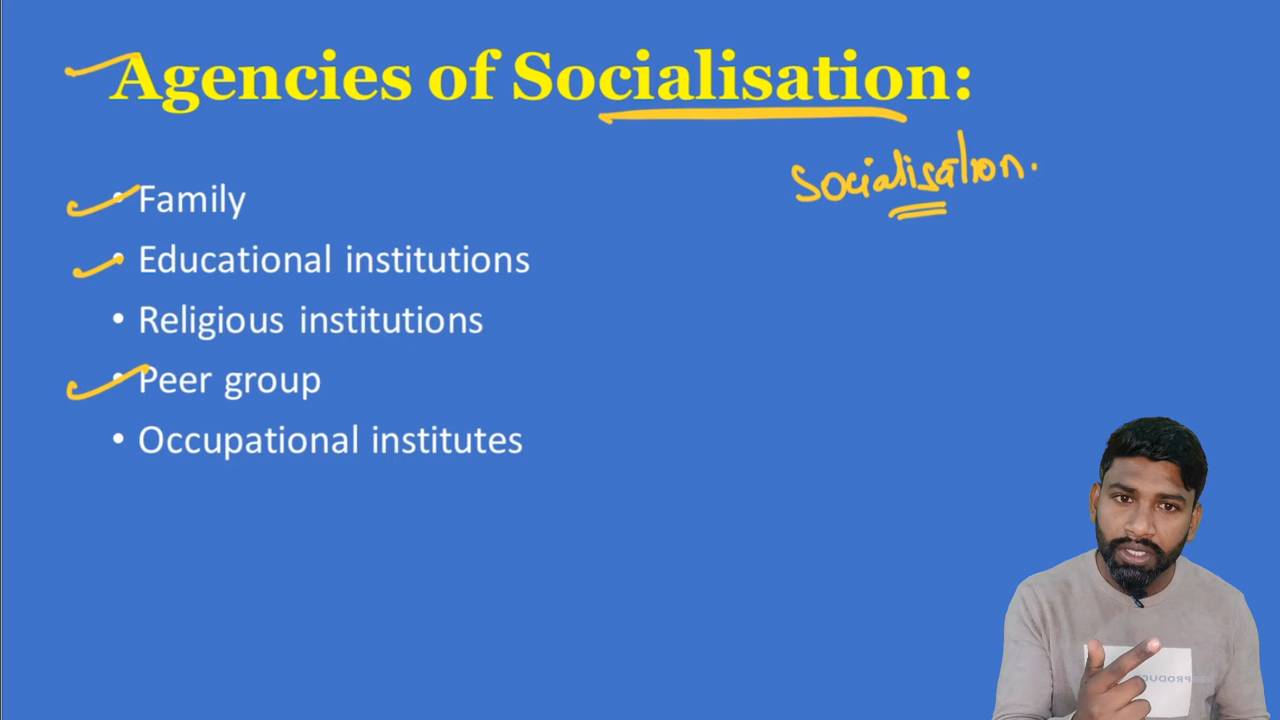 Agencies of Socialisation:
socialisation.
• Family
• Educational institutions
• Religious institutions
• Peer group
• Occupational institutes